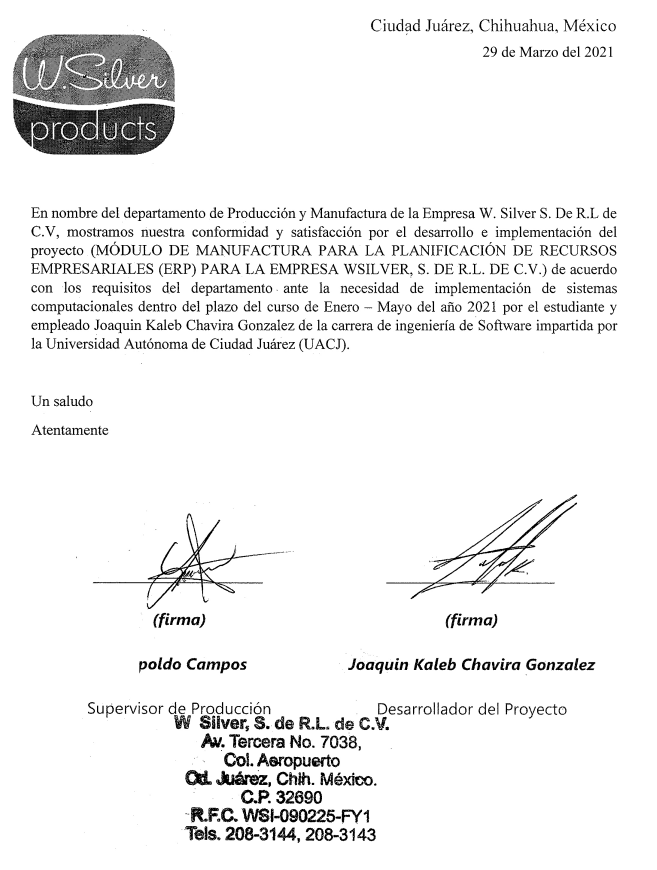 Ciudad Juárez, Chihuahua, México
29 de Marzo del 2021
W.Silver
products
En nombre del departamento de Producción y Manufactura de la Empresa W. Silver S. De R.L de
C.V, mostramos nuestra conformidad y satisfacción por el desarrollo e implementación del
proyecto (MÓDULO DE MANUFACTURA PARA LA PLANIFICACIÓN DE RECURSOS
EMPRESARIALES (ERP) PARA LA EMPRESA WSILVER, S. DE R.L. DE C.V.) de acuerdo
con los requisitos del departamento ante la necesidad de implementación de sistemas
computacionales dentro del plazo del curso de Enero – Mayo del año 2021 por el estudiante y
empleado Joaquin Kaleb Chavira Gonzalez de la carrera de ingeniería de Software impartida por
la Universidad Autónoma de Ciudad Juárez (UACJ).
Un saludo
Atentamente
(firma) (firma)
poldo Campos Joaquin Kaleb Chavira Gonzalez
Supervisor de Producción Desarrollador del Proyecto
W Silver, S. de R.L. de C.V.
Av. Tercera No. 7038,
Col. Aeropuerto
Cd. Juárez, Chih. México.
C.P. 32690
R.F.C. WSI-090225-FY1
Tels. 208-3144, 208-3143